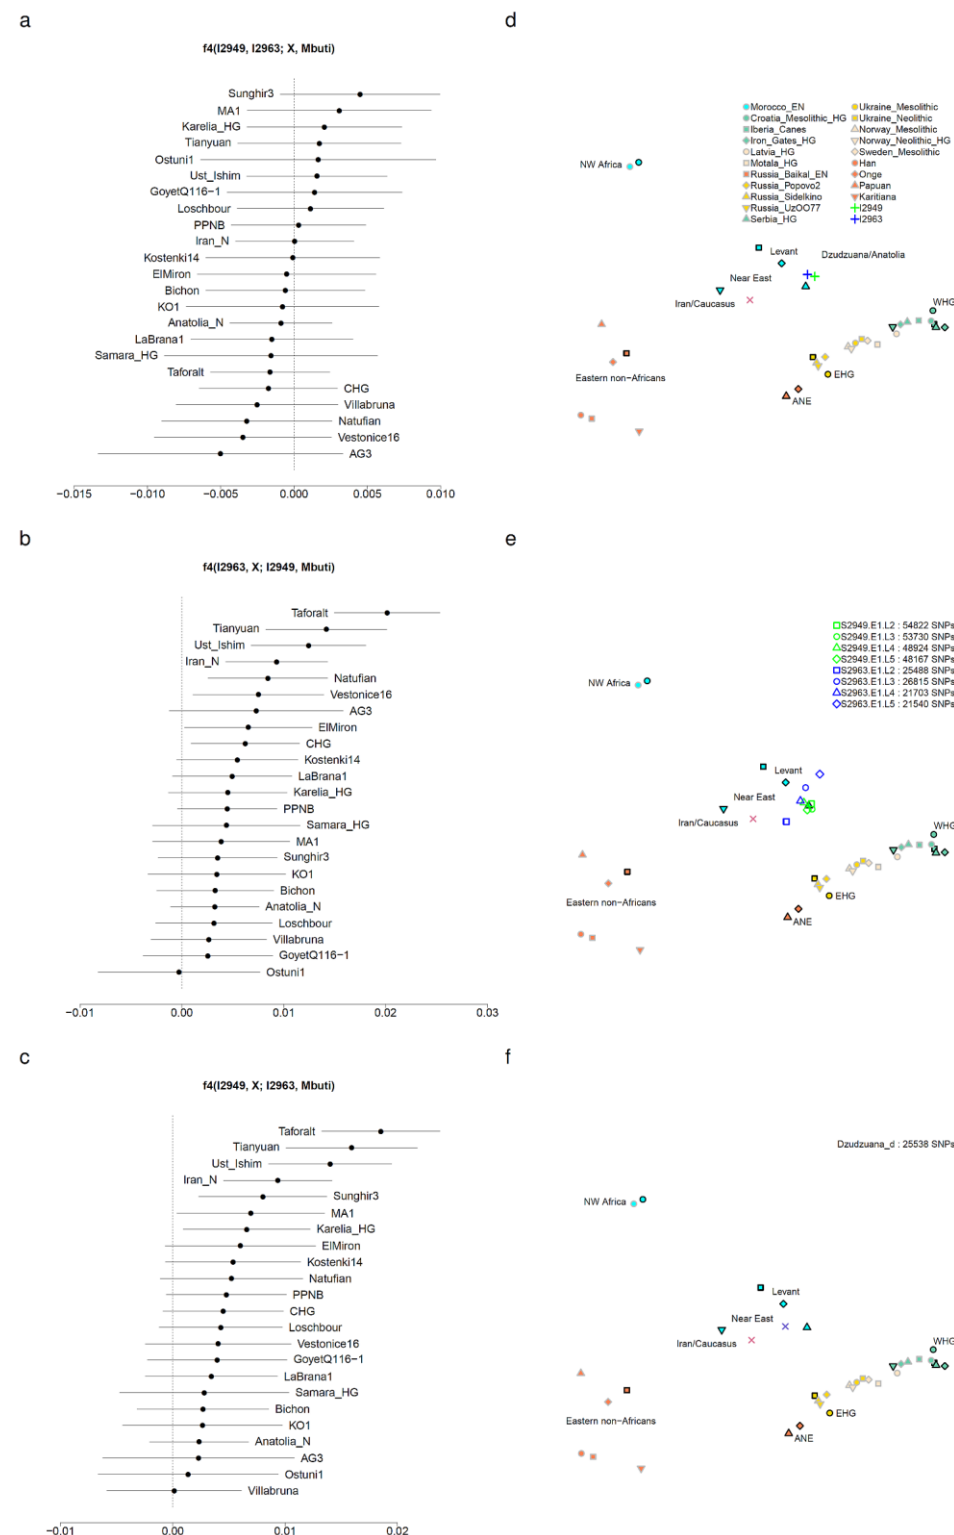 a
f4(I2949, I2963; X, Mbuti)
Sunghir3
MA1
Karelia_HG
Tianyuan
Ostuni1
Ust_Ishim
GoyetQ116−1
Loschbour
PPNB
Iran_N
Kostenki14
ElMiron
Bichon
KO1
Anatolia_N
LaBrana1
Samara_HG
Taforalt
CHG
Villabruna
Natufian
Vestonice16
AG3
−0.015 −0.010 −0.005 0.000 0.005 0.010
d
Morocco_EN
Croatia_Mesolithic_HG
Iberia_Canes
Iron_Gates_HG
Latvia_HG
Motala_HG
Russia_Baikal_EN
Russia_Popovo2
Russia_Sidelkino
Russia_UzOO77
Serbia_HG
Ukraine_Mesolithic
Ukraine_Neolithic
Norway_Mesolithic
Norway_Neolithic_HG
Sweden_Mesolithic
Han
Onge
Papuan
Karitiana
I2949
I2963
NW Africa
Levant
Dzudzuana/Anatolia
Near East
Iran/Caucasus
WHG
Eastern non−Africans
EHG
ANE
b
f4(I2963, X; I2949, Mbuti)
Taforalt
Tianyuan
Ust_Ishim
Iran_N
Natufian
Vestonice16
AG3
ElMiron
CHG
Kostenki14
LaBrana1
Karelia_HG
PPNB
Samara_HG
MA1
Sunghir3
KO1
Bichon
Anatolia_N
Loschbour
Villabruna
GoyetQ116−1
Ostuni1
−0.01 0.00 0.01 0.02 0.03
e
S2949.E1.L2 : 54822 SNPs
S2949.E1.L3 : 53730 SNPs
S2949.E1.L4 : 48924 SNPs
S2949.E1.L5 : 48167 SNPs
S2963.E1.L2 : 25488 SNPs
S2963.E1.L3 : 26815 SNPs
S2963.E1.L4 : 21703 SNPs
S2963.E1.L5 : 21540 SNPs
NW Africa
Levant
Near East
Iran/Caucasus
WHG
Eastern non−Africans
EHG
ANE
c
f4(I2949, X; I2963, Mbuti)
Taforalt
Tianyuan
Ust_Ishim
Iran_N
Sunghir3
MA1
Karelia_HG
ElMiron
Kostenki14
Natufian
PPNB
CHG
Loschbour
Vestonice16
GoyetQ116−1
LaBrana1
Samara_HG
Bichon
KO1
Anatolia_N
AG3
Ostuni1
Villabruna
−0.01 0.00 0.01 0.02
f
Dzudzuana_d : 25538 SNPs
NW Africa
Levant
Near East
Iran/Caucasus
WHG
Eastern non−Africans
EHG
ANE